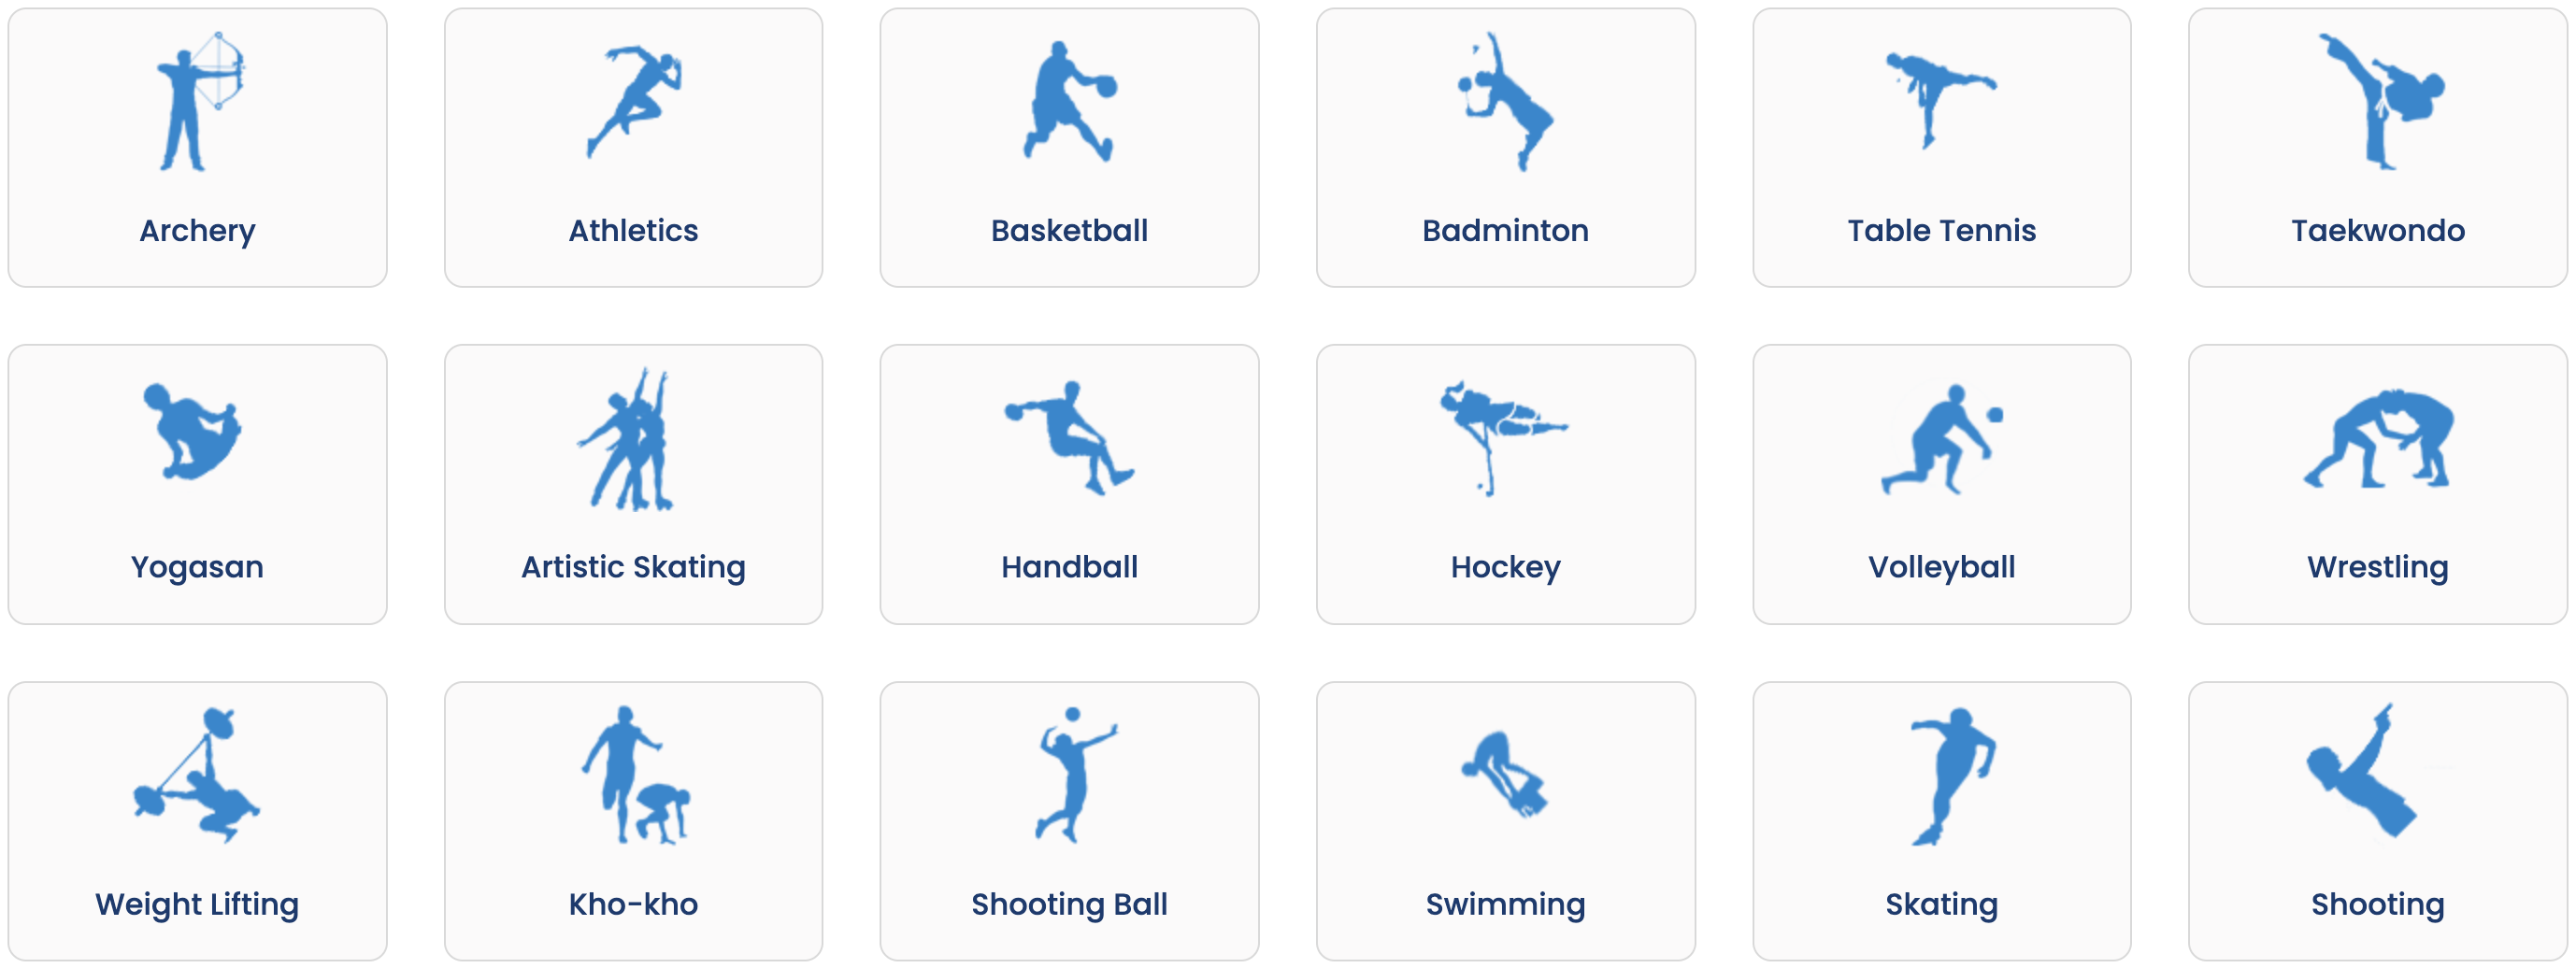 Archery
Athletics
Basketball
Badminton
Table Tennis
Taekwondo
Yogasan
Artistic Skating
Handball
Hockey
Volleyball
Wrestling
Weight Lifting
Kho-kho
Shooting Ball
Swimming
Skating
Shooting